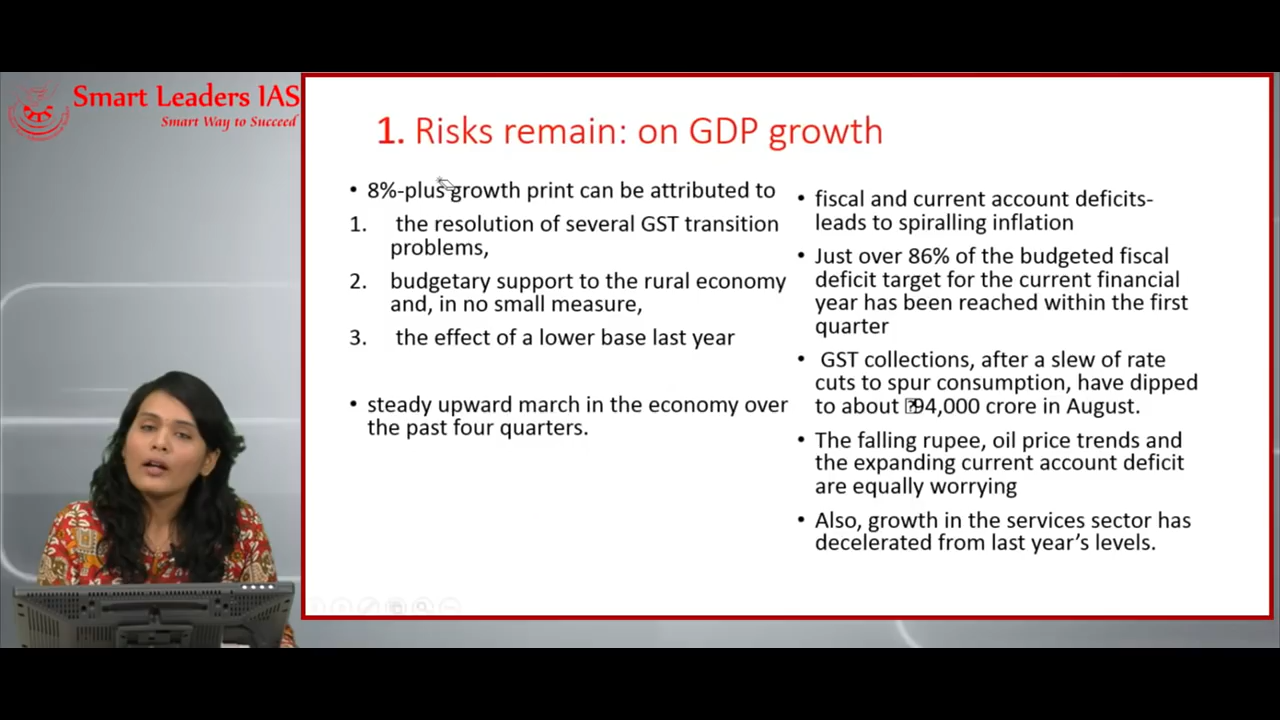 Smart Leaders IAS
Smart Way to Succeed
1. Risks remain: on GDP growth
• 8%-plus growth print can be attributed to
1. the resolution of several GST transition
problems,
2. budgetary support to the rural economy
and, in no small measure,
3. the effect of a lower base last year
• steady upward march in the economy over
the past four quarters.
• fiscal and current account deficits-
leads to spiralling inflation
• Just over 86% of the budgeted fiscal
deficit target for the current financial
year has been reached within the first
quarter
• GST collections, after a slew of rate
cuts to spur consumption, have dipped
to about 94,000 crore in August.
• The falling rupee, oil price trends and
the expanding current account deficit
are equally worrying
• Also, growth in the services sector has
decelerated from last year’s levels.